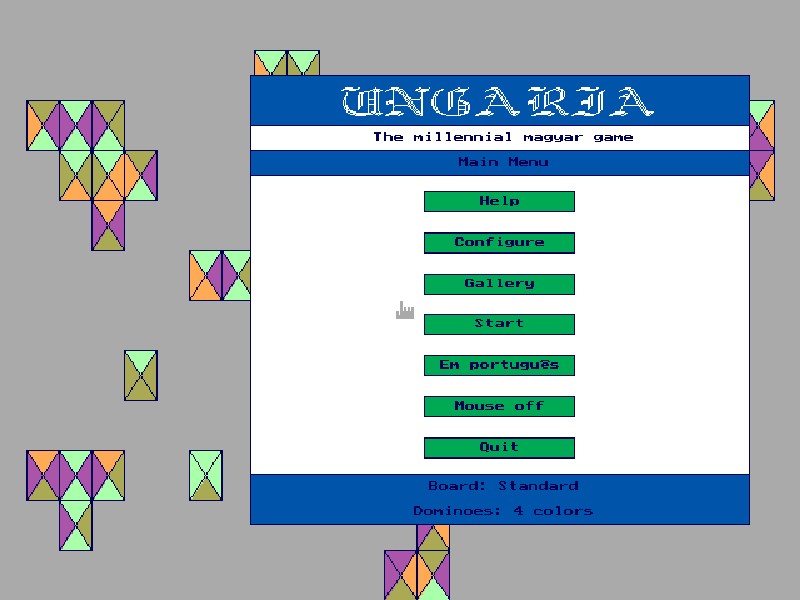 UNGARIA
The millennial magyar game
Main Menu
Help
Configure
Gallery
Start
Em português
Mouse off
Quit
Board: Standard
Dominoes: 4 colors